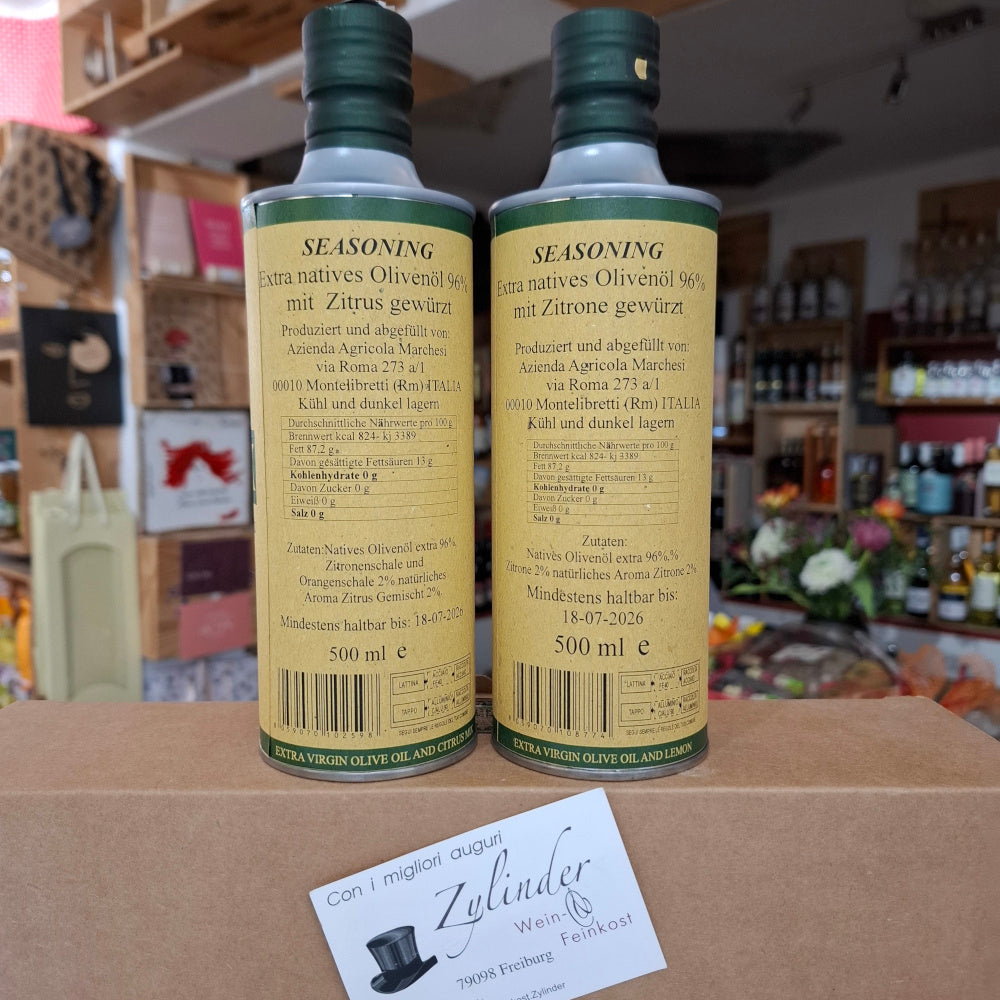 SEASONING
Extra natives Olivenöl 96%
mit Zitrus gewürzt
Produziert und abgefüllt von:
Azienda Agricola Marchesi
via Roma 273 a/1
00010 Montelibretti (Rm) ITALIA
Kühl und dunkel lagern
Durchschnittliche Nährwerte pro 100 g
Brennwert kcal 824- kj 3389
Fett 87,2 g
Davon gesättigte Fettsäuren 13 g
Kohlenhydrate 0 g
Davon Zucker 0 g
Eiweiß 0 g
Salz 0 g
Zutaten:Natives Olivenöl extra 96%.
Zitronenschale und
Orangenschale 2% natürliches
Aroma Zitrus Gemischt 2%.
Mindestens haltbar bis: 18-07-2026
500 ml e
LATTINA
TAPPO
EXTRA VIRGIN OLIVE OIL AND CITRUS
SEASONING
Extra natives Olivenöl 96%
mit Zitrone gewürzt
Produziert und abgefüllt von:
Azienda Agricola Marchesi
via Roma 273 a/1
00010 Montelibretti (Rm) ITALIA
Kühl und dunkel lagern
Durchschnittliche Nährwerte pro 100 g
Brennwert kcal 824- kj 3389
Fett 87,2 g
Davon gesättigte Fettsäuren 13 g
Kohlenhydrate 0 g
Davon Zucker 0 g
Eiweiß 0 g
Salz 0 g
Zutaten:
Natives Olivenöl extra 96%.%
Zitrone 2% natürliches Aroma Zitrone 2%
Mindestens haltbar bis:
18-07-2026
500 ml e
LATTINA
TAPPO
EXTRA VIRGIN OLIVE OIL AND LEMON
Con i migliori auguri
Zylinder
Wein-
Feinkost
79098 Freiburg